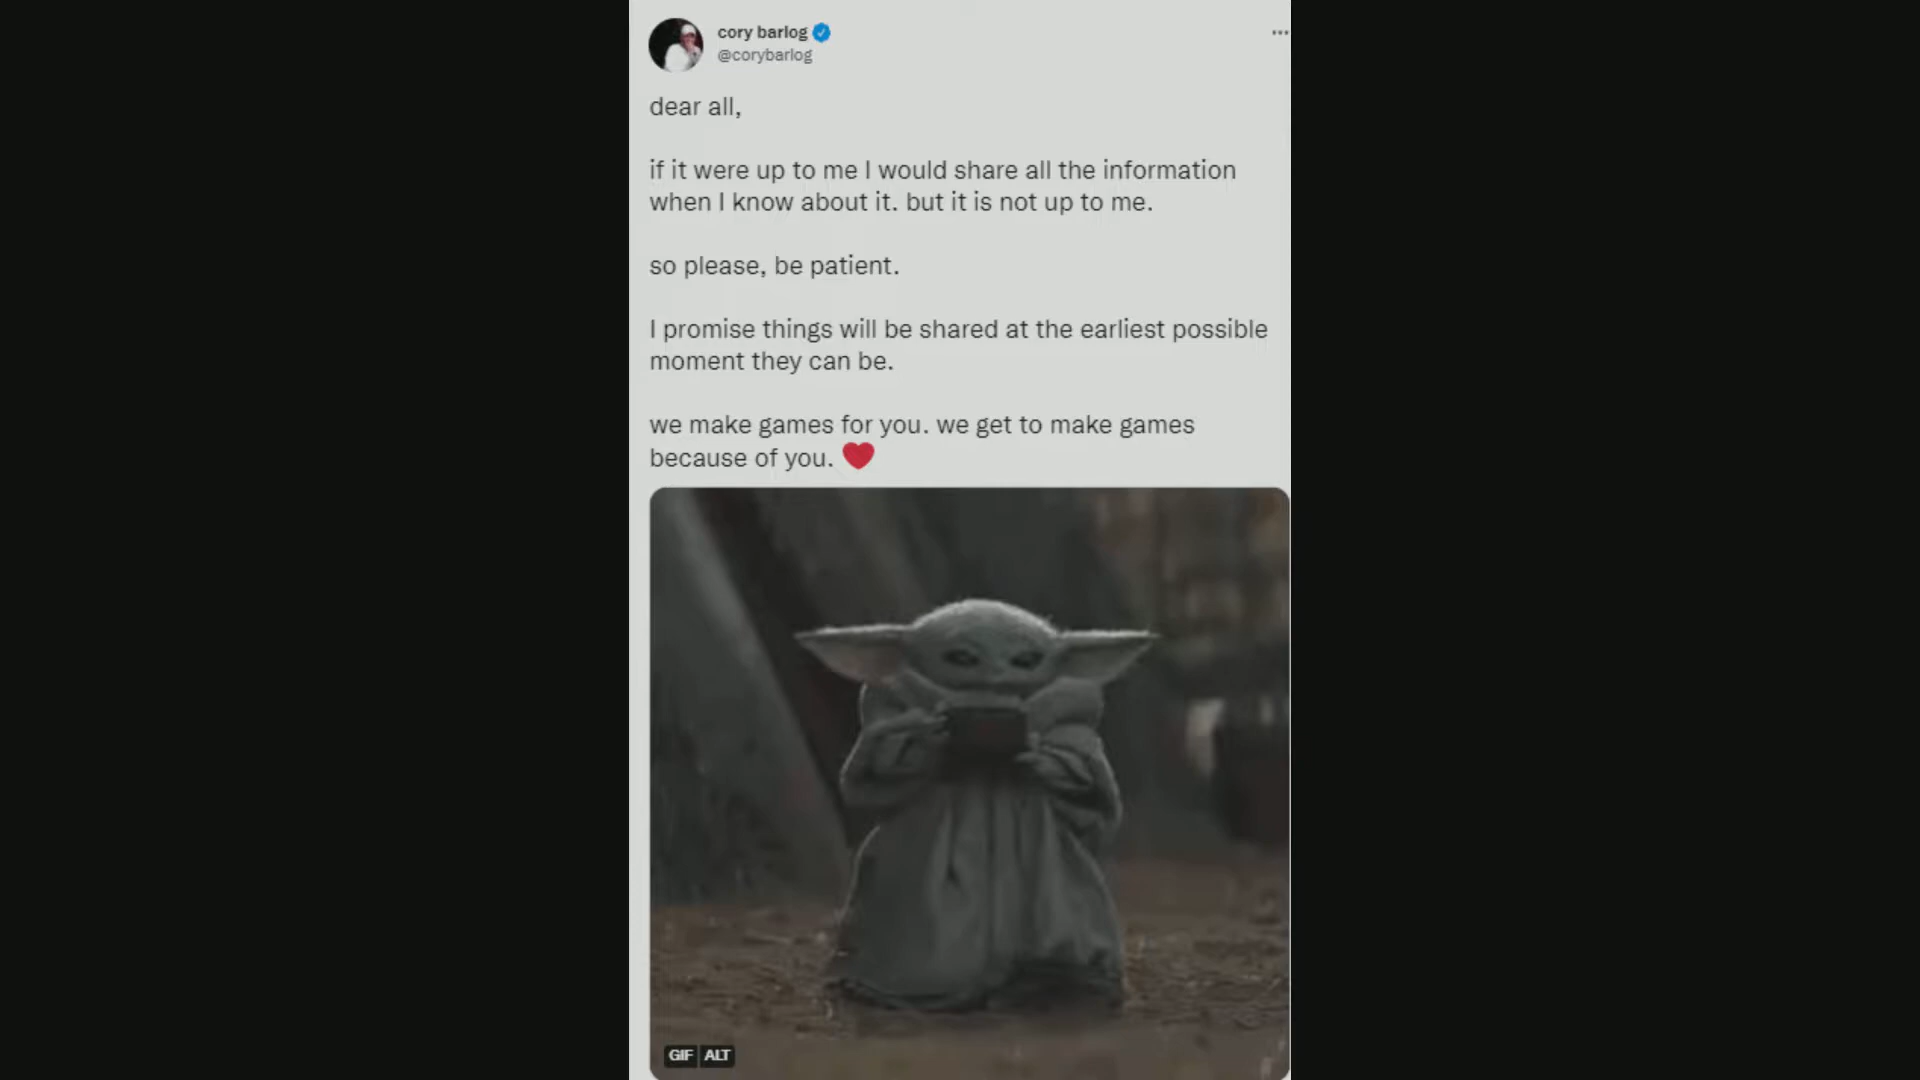 cory barlog
@corybarlog
dear all,
if it were up to me I would share all the information
when I know about it. but it is not up to me.
so please, be patient.
I promise things will be shared at the earliest possible
moment they can be.
we make games for you. we get to make games
because of you. ❤️
GIF ALT